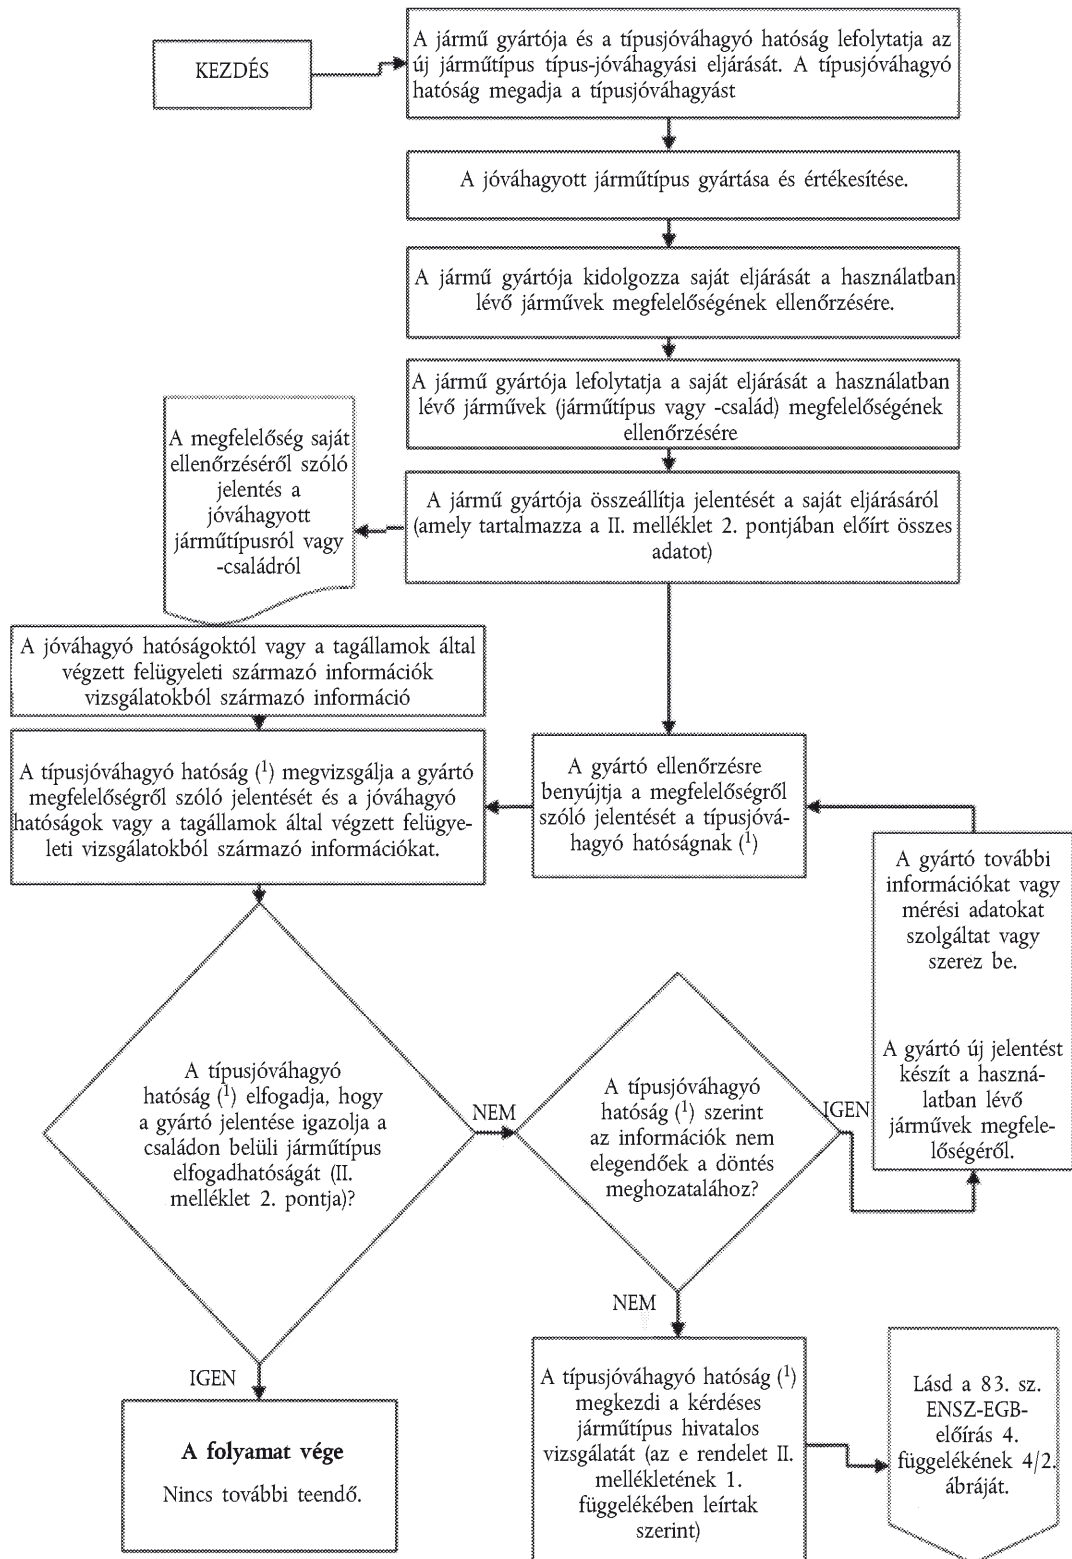 KEZDÉS
A jármű gyártója és a típusjóváhagyó hatóság lefolytatja az
új járműtípus típus-jóváhagyási eljárását. A típusjóváhagyó
hatóság megadja a típusjóváhagyást
A jóváhagyott járműtípus gyártása és értékesítése.
A jármű gyártója kidolgozza saját eljárását a használatban
lévő járművek megfelelőségének ellenőrzésére.
A jármű gyártója lefolytatja a saját eljárását a használatban
lévő járművek (járműtípus vagy -család) megfelelőségének
ellenőrzésére
A jármű gyártója összeállítja jelentését a saját eljárásáról
(amely tartalmazza a II. melléklet 2. pontjában előírt összes
adatot)
A megfelelőség saját
ellenőrzéséről szóló
jelentés a
jóváhagyott
járműtípusról vagy
-családról
A jóváhagyó hatóságoktól vagy a tagállamok által
végzett felügyeleti származó információk
vizsgálatokból származó információ
A típusjóváhagyó hatóság (¹) megvizsgálja a gyártó
megfelelőségről szóló jelentését és a jóváhagyó
hatóságok vagy a tagállamok által végzett felügye-
leti vizsgálatokból származó információkat.
A gyártó ellenőrzésre
benyújtja a megfelelőségről
szóló jelentését a típusjóvá-
hagyó hatóságnak (¹)
A gyártó további
információkat vagy
mérési adatokat
szolgáltat vagy
szerez be.
A gyártó új jelentést
készít a haszná-
latban lévő
járművek megfele-
lőségéről.
A típusjóváhagyó
hatóság (¹) elfogadja, hogy
a gyártó jelentése igazolja a
családon belüli járműtípus
elfogadhatóságát (II.
melléklet 2. pontja)?
NEM
A típusjóváhagyó
hatóság (¹) szerint
az információk nem
elegendőek a döntés
meghozatalához?
IGEN
NEM
IGEN
A folyamat vége
Nincs további teendő.
A típusjóváhagyó hatóság (¹)
megkezdi a kérdéses
járműtípus hivatalos
vizsgálatát (az e rendelet II.
mellékletének 1.
függelékében leírtak
szerint)
Lásd a 83. sz.
ENSZ-EGB-
előírás 4.
függelékének 4/2.
ábráját.